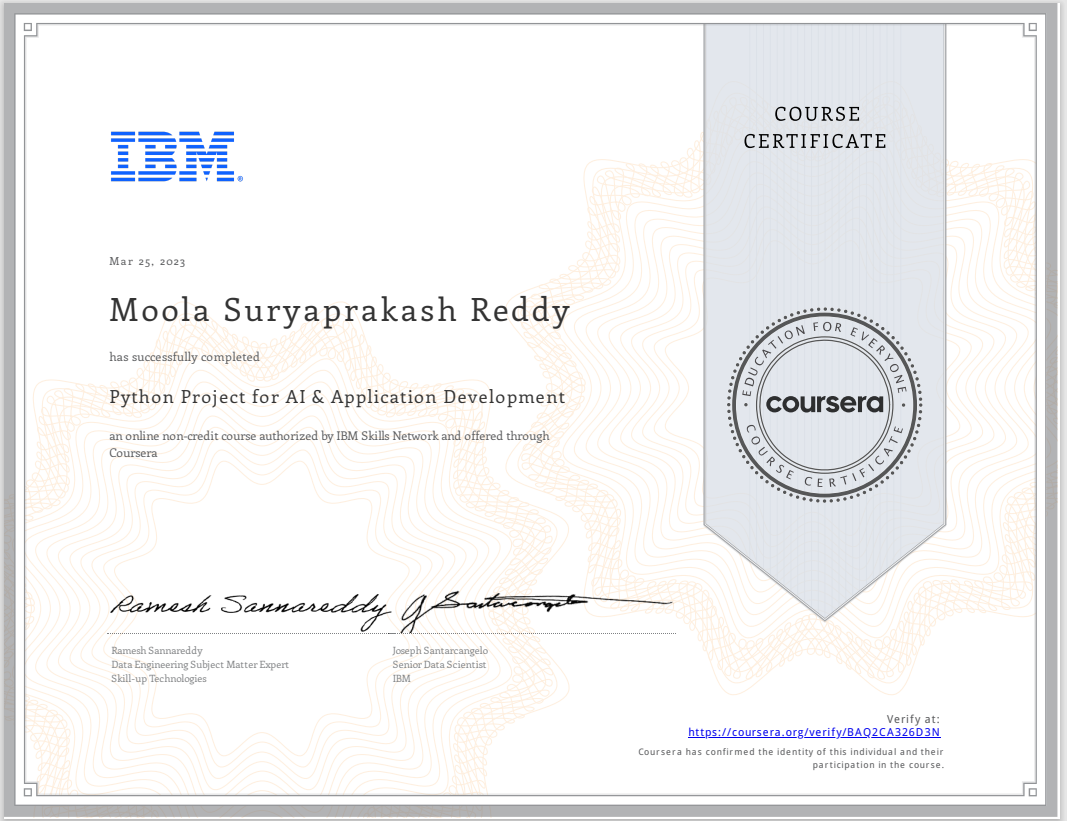 COURSE
CERTIFICATE
IBM®
Mar 25, 2023
Moola Suryaprakash Reddy
has successfully completed
Python Project for AI & Application Development
an online non-credit course authorized by IBM Skills Network and offered through
Coursera
EDUCATION FOR EVERYONE
coursera
COURSE CERTIFICATE
Ramesh Sannareddy J Santarcangelo
Ramesh Sannareddy
Data Engineering Subject Matter Expert
Skill-up Technologies
Joseph Santarcangelo
Senior Data Scientist
IBM
Verify at:
https://coursera.org/verify/BAQ2CA326D3N
Coursera has confirmed the identity of this individual and their
participation in the course.